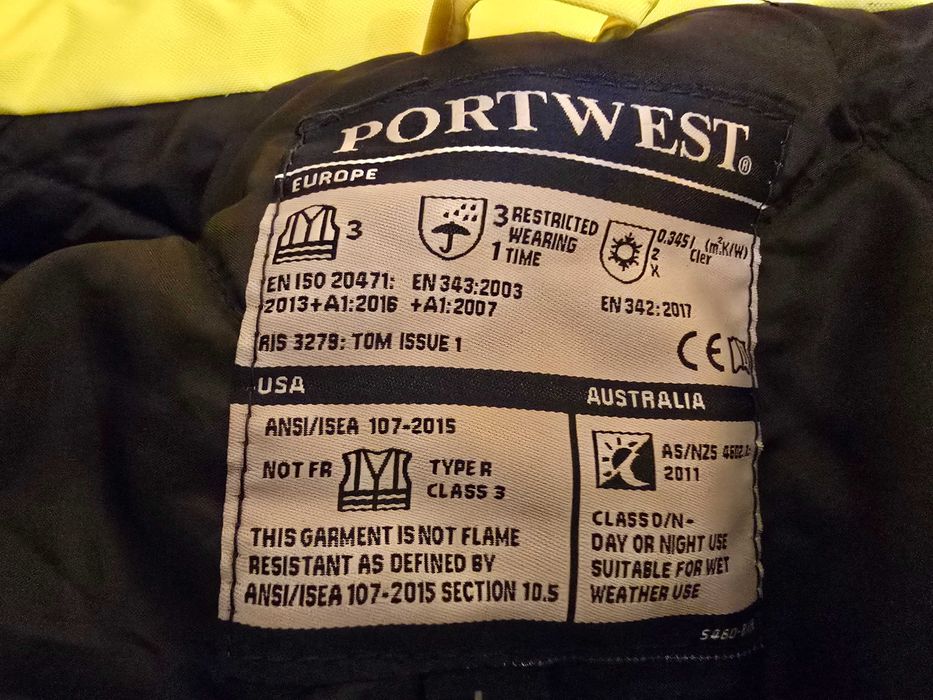 PORTWEST®
EUROPE
3
3 RESTRICTED
WEARING
1 TIME
0.345 / (m².K/W)
Icler
2
X
EN ISO 20471:
2013+A1:2016
EN 343:2003
+A1:2007
EN 342:2017
RIS 3279: TOM ISSUE 1
CE
USA
ANSI/ISEA 107-2015
NOT FR
TYPE R
CLASS 3
THIS GARMENT IS NOT FLAME
RESISTANT AS DEFINED BY
ANSI/ISEA 107-2015 SECTION 10.5
AUSTRALIA
AS/NZS
2011
CLASS D/N-
DAY OR NIGHT USE
SUITABLE FOR WET
WEATHER USE